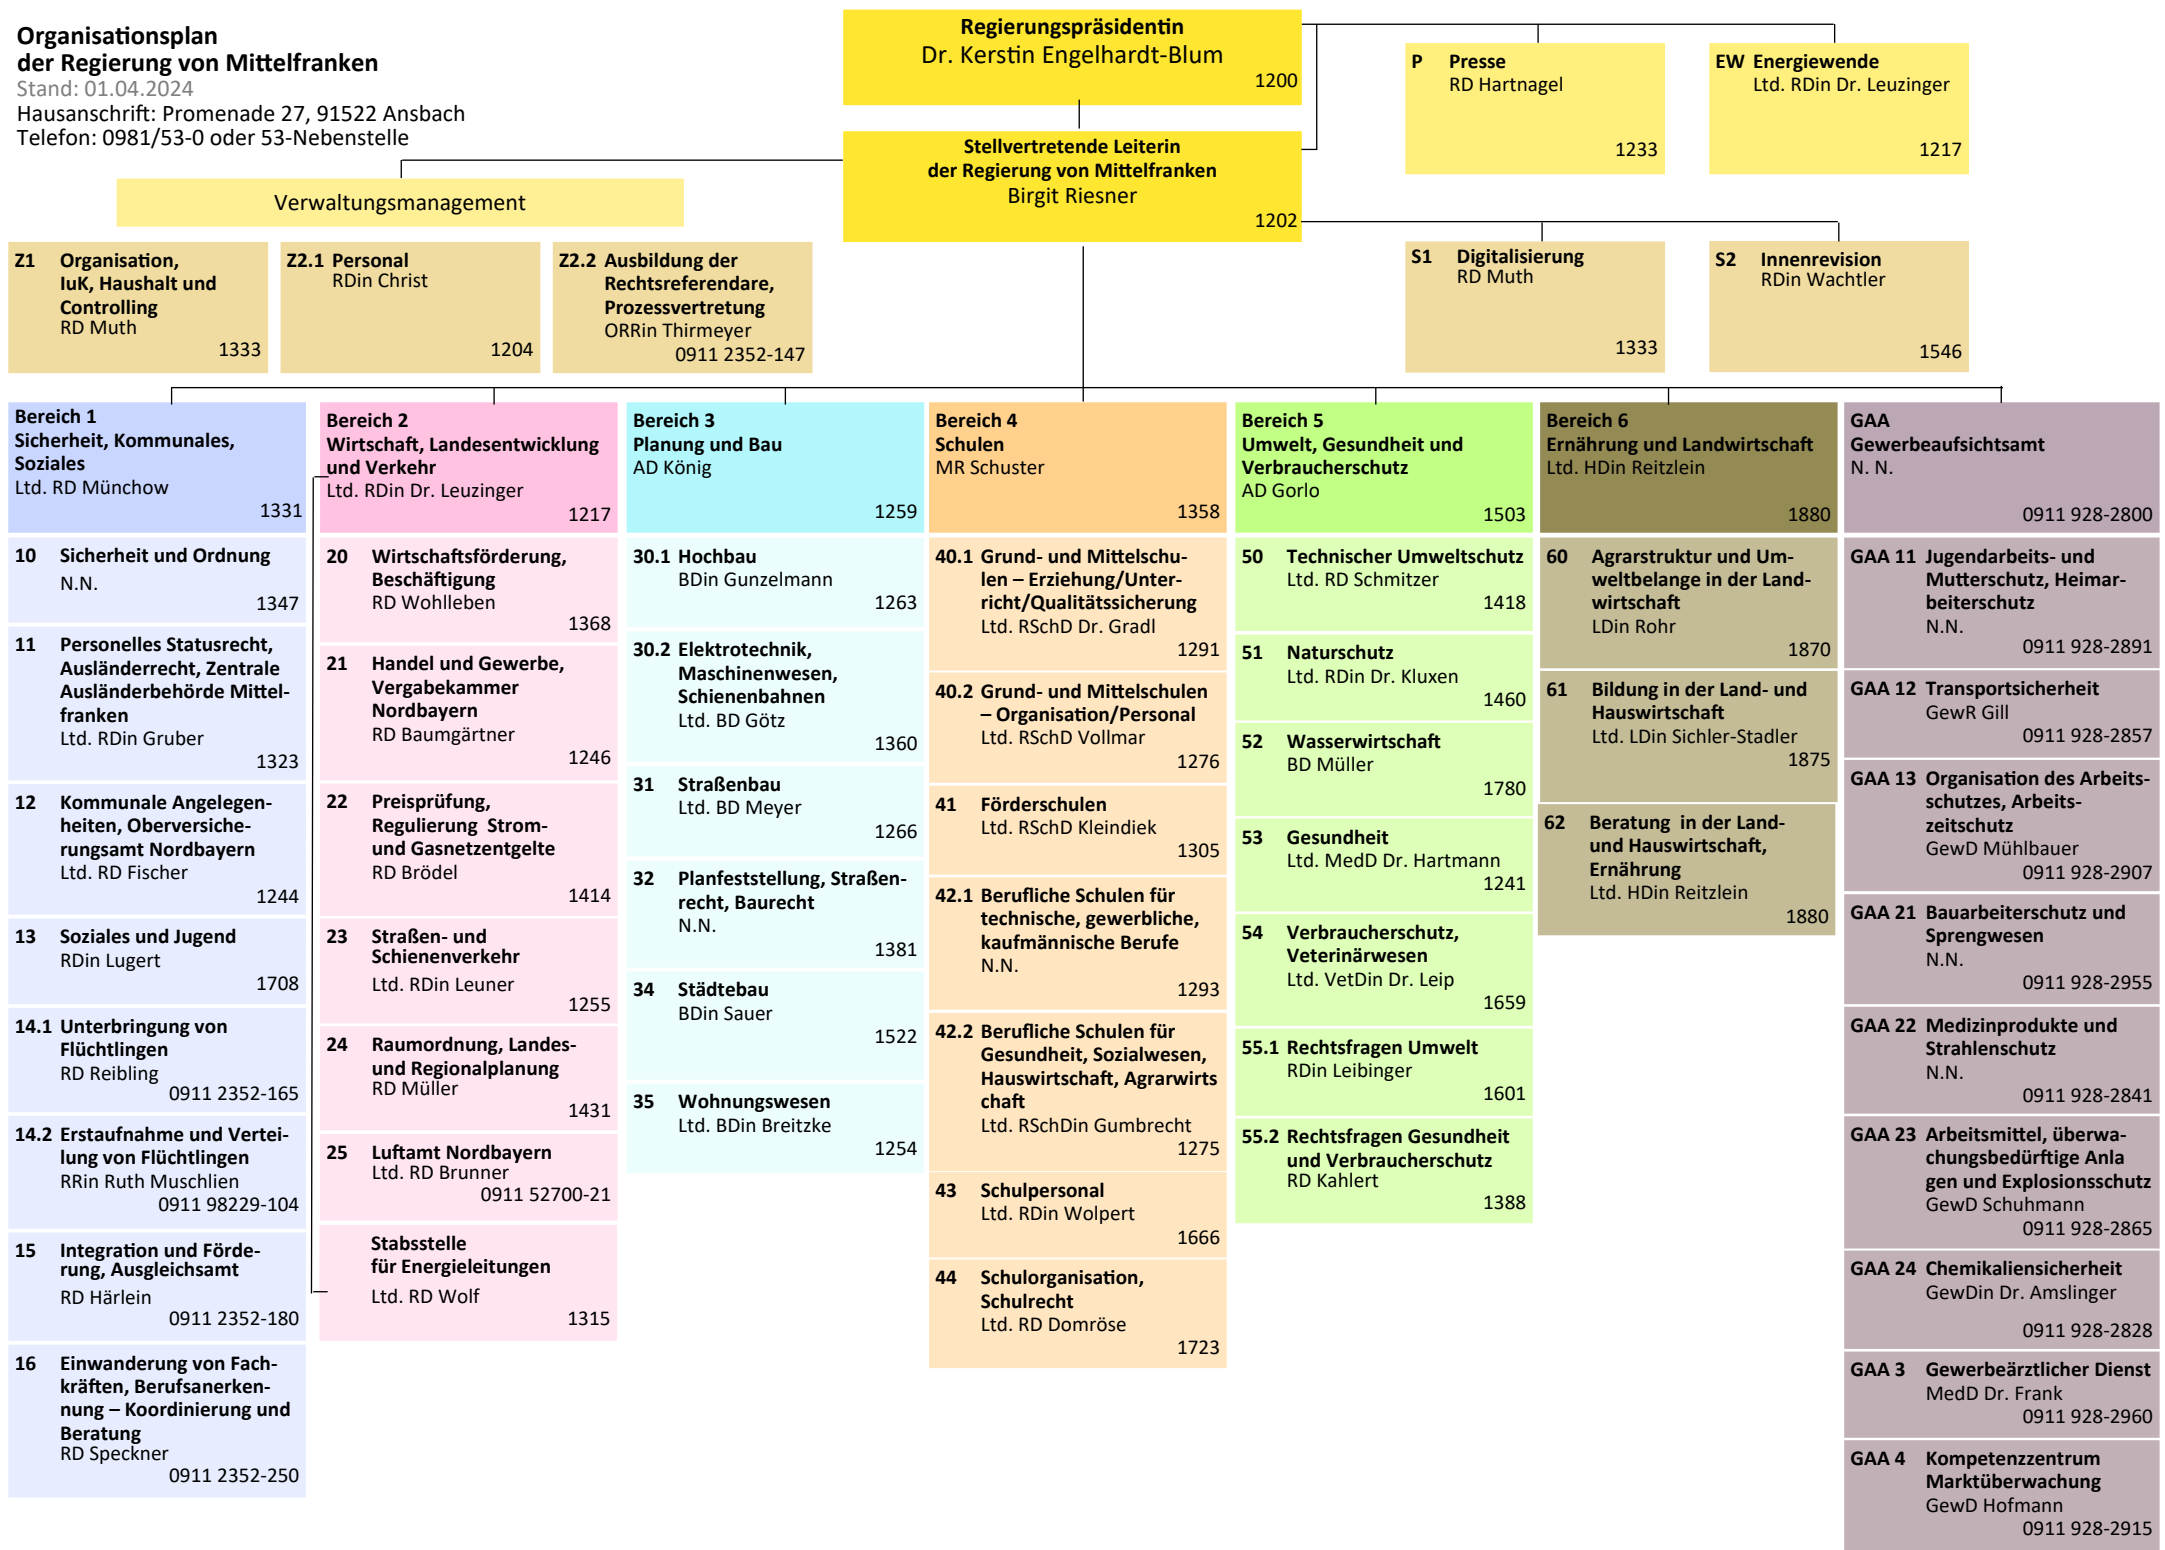 Organisationsplan
der Regierung von Mittelfranken
Stand: 01.04.2024
Hausanschrift: Promenade 27, 91522 Ansbach
Telefon: 0981/53-0 oder 53-Nebenstelle
Regierungspräsidentin
Dr. Kerstin Engelhardt-Blum
1200
Stellvertretende Leiterin
der Regierung von Mittelfranken
Birgit Riesner
1202
P Presse
RD Hartnagel
1233
EW Energiewende
Ltd. RDin Dr. Leuzinger
1217
Verwaltungsmanagement
Z1 Organisation,
IuK, Haushalt und
Controlling
RD Muth
1333
Z2.1 Personal
RDin Christ
1204
Z2.2 Ausbildung der
Rechtsreferendare,
Prozessvertretung
ORRin Thirmeyer
0911 2352-147
S1 Digitalisierung
RD Muth
1333
S2 Innenrevision
RDin Wachtler
1546
Bereich 1
Sicherheit, Kommunales,
Soziales
Ltd. RD Münchow
1331
10 Sicherheit und Ordnung
N.N.
1347
11 Personelles Statusrecht,
Ausländerrecht, Zentrale
Ausländerbehörde Mittel-
franken
Ltd. RDin Gruber
1323
12 Kommunale Angelegen-
heiten, Oberversiche-
rungsamt Nordbayern
Ltd. RD Fischer
1244
13 Soziales und Jugend
RDin Lugert
1708
14.1 Unterbringung von
Flüchtlingen
RD Reibling
0911 2352-165
14.2 Erstaufnahme und Vertei-
lung von Flüchtlingen
RRin Ruth Muschlien
0911 98229-104
15 Integration und Förde-
rung, Ausgleichsamt
RD Härlein
0911 2352-180
16 Einwanderung von Fach-
kräften, Berufsanerken-
nung – Koordinierung und
Beratung
RD Speckner
0911 2352-250
Bereich 2
Wirtschaft, Landesentwicklung
und Verkehr
Ltd. RDin Dr. Leuzinger
1217
20 Wirtschaftsförderung,
Beschäftigung
RD Wohlleben
1368
21 Handel und Gewerbe,
Vergabekammer
Nordbayern
RD Baumgärtner
1246
22 Preisprüfung,
Regulierung Strom-
und Gasnetzentgelte
RD Brödel
1414
23 Straßen- und
Schienenverkehr
Ltd. RDin Leuner
1255
24 Raumordnung, Landes-
und Regionalplanung
RD Müller
1431
25 Luftamt Nordbayern
Ltd. RD Brunner
0911 52700-21
Stabsstelle
für Energieleitungen
Ltd. RD Wolf
1315
Bereich 3
Planung und Bau
AD König
1259
30.1 Hochbau
BDin Gunzelmann
1263
30.2 Elektrotechnik,
Maschinenwesen,
Schienenbahnen
Ltd. BD Götz
1360
31 Straßenbau
Ltd. BD Meyer
1266
32 Planfeststellung, Straßen-
recht, Baurecht
N.N.
1381
34 Städtebau
BDin Sauer
1522
35 Wohnungswesen
Ltd. BDin Breitzke
1254
Bereich 4
Schulen
MR Schuster
1358
40.1 Grund- und Mittelschu-
len – Erziehung/Unter-
richt/Qualitätssicherung
Ltd. RSchD Dr. Gradl
1291
40.2 Grund- und Mittelschulen
– Organisation/Personal
Ltd. RSchD Vollmar
1276
41 Förderschulen
Ltd. RSchD Kleindiek
1305
42.1 Berufliche Schulen für
technische, gewerbliche,
kaufmännische Berufe
N.N.
1293
42.2 Berufliche Schulen für
Gesundheit, Sozialwesen,
Hauswirtschaft, Agrarwirts
chaft
Ltd. RSchDin Gumbrecht
1275
43 Schulpersonal
Ltd. RDin Wolpert
1666
44 Schulorganisation,
Schulrecht
Ltd. RD Domröse
1723
Bereich 5
Umwelt, Gesundheit und
Verbraucherschutz
AD Gorlo
1503
50 Technischer Umweltschutz
Ltd. RD Schmitzer
1418
51 Naturschutz
Ltd. RDin Dr. Kluxen
1460
52 Wasserwirtschaft
BD Müller
1780
53 Gesundheit
Ltd. MedD Dr. Hartmann
1241
54 Verbraucherschutz,
Veterinärwesen
Ltd. VetDin Dr. Leip
1659
55.1 Rechtsfragen Umwelt
RDin Leibinger
1601
55.2 Rechtsfragen Gesundheit
und Verbraucherschutz
RD Kahlert
1388
Bereich 6
Ernährung und Landwirtschaft
Ltd. HDin Reitzlein
1880
60 Agrarstruktur und Um-
weltbelange in der Land-
wirtschaft
LDin Rohr
1870
61 Bildung in der Land- und
Hauswirtschaft
Ltd. LDin Sichler-Stadler
1875
62 Beratung in der Land-
und Hauswirtschaft,
Ernährung
Ltd. HDin Reitzlein
1880
GAA
Gewerbeaufsichtsamt
N. N.
0911 928-2800
GAA 11 Jugendarbeits- und
Mutterschutz, Heimar-
beiterschutz
N.N.
0911 928-2891
GAA 12 Transportsicherheit
GewR Gill
0911 928-2857
GAA 13 Organisation des Arbeits-
schutzes, Arbeits-
zeitschutz
GewD Mühlbauer
0911 928-2907
GAA 21 Bauarbeiterschutz und
Sprengwesen
N.N.
0911 928-2955
GAA 22 Medizinprodukte und
Strahlenschutz
N.N.
0911 928-2841
GAA 23 Arbeitsmittel, überwa-
chungsbedürftige Anla
gen und Explosionsschutz
GewD Schuhmann
0911 928-2865
GAA 24 Chemikaliensicherheit
GewDin Dr. Amslinger
0911 928-2828
GAA 3 Gewerbeärztlicher Dienst
MedD Dr. Frank
0911 928-2960
GAA 4 Kompetenzzentrum
Marktüberwachung
GewD Hofmann
0911 928-2915